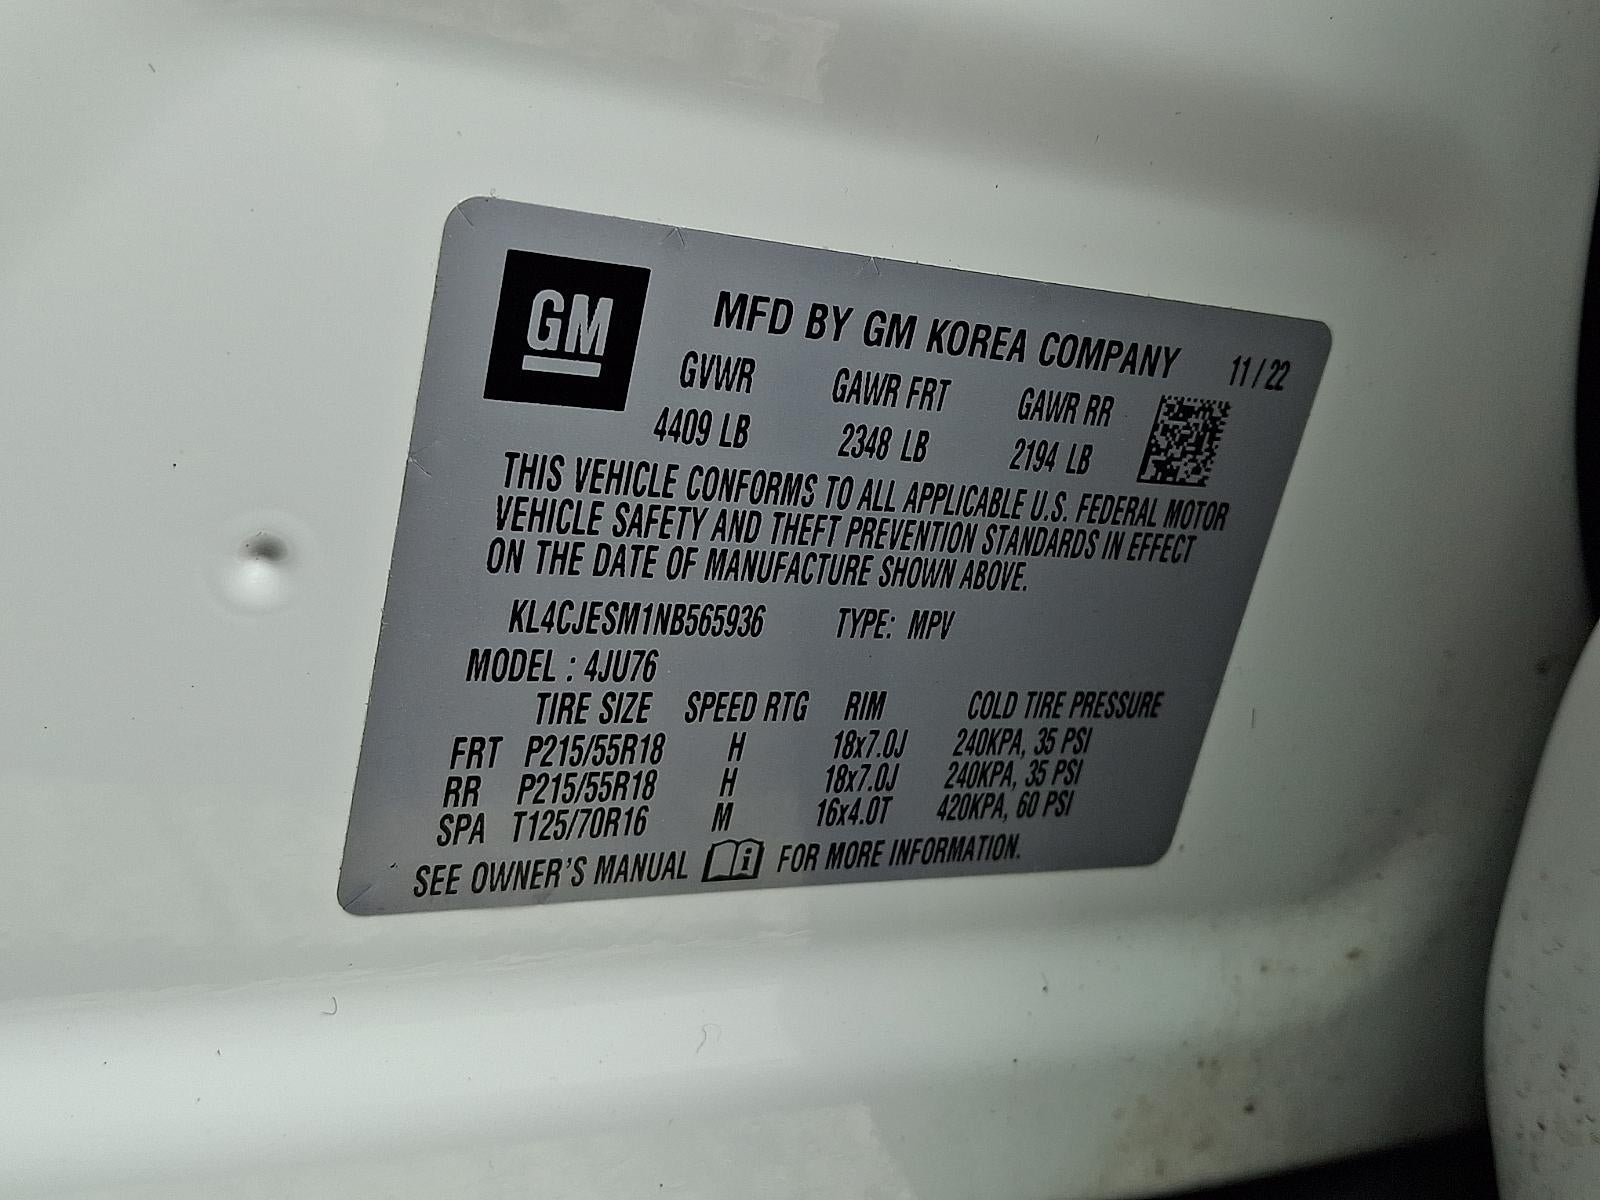 GM
MFD BY GM KOREA COMPANY 11/22
GVWR GAWR FRT GAWR RR
4409 LB 2348 LB 2194 LB
THIS VEHICLE CONFORMS TO ALL APPLICABLE U.S. FEDERAL MOTOR
VEHICLE SAFETY AND THEFT PREVENTION STANDARDS IN EFFECT
ON THE DATE OF MANUFACTURE SHOWN ABOVE.
KL4CJESM1NB565936 TYPE: MPV
MODEL : 4JU76
TIRE SIZE SPEED RTG RIM COLD TIRE PRESSURE
FRT P215/55R18 H 18x7.0J 240KPA, 35 PSI
RR P215/55R18 H 18x7.0J 240KPA, 35 PSI
SPA T125/70R16 M 16x4.0T 420KPA, 60 PSI
SEE OWNER'S MANUAL FOR MORE INFORMATION.